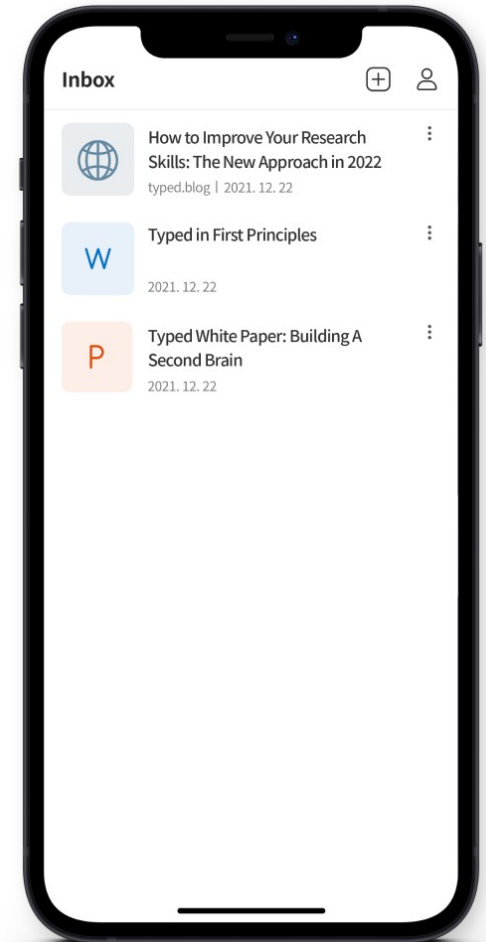 Inbox
How to Improve Your Research
Skills: The New Approach in 2022
typed.blog | 2021. 12. 22
W
Typed in First Principles
2021. 12. 22
P
Typed White Paper: Building A
Second Brain
2021. 12. 22